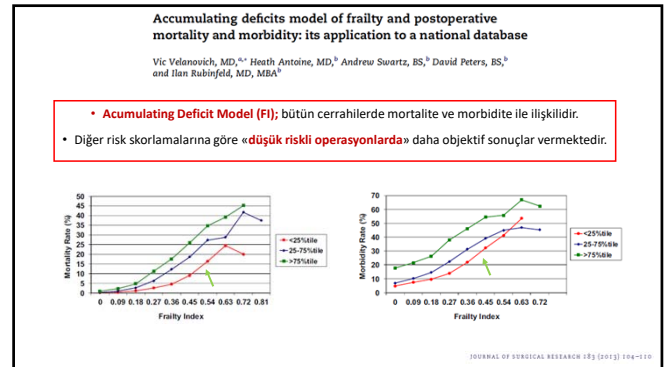 Accumulating deficits model of frailty and postoperative
mortality and morbidity: its application to a national database
Vic Velanovich, MD,a,* Heath Antoine, MD,b Andrew Swartz, BS,b David Peters, BS,b
and Ilan Rubinfeld, MD, MBAb
• Acumulating Deficit Model (FI); bütün cerrahilerde mortalite ve morbidite ile ilişkilidir.
• Diğer risk skorlamalarına göre «düşük riskli operasyonlarda» daha objektif sonuçlar vermektedir.
Mortality Rate (%)
50
45
40
35
30
25
20
15
10
5
0
0 0.09 0.18 0.27 0.36 0.45 0.54 0.63 0.72 0.81
Frailty Index
<25%tile
25-75%tile
>75%tile
Morbidity Rate (%)
70
60
50
40
30
20
10
0
0 0.09 0.18 0.27 0.36 0.45 0.54 0.63 0.72
Frailty Index
<25%tile
25-75%tile
>75%tile
JOURNAL OF SURGICAL RESEARCH 183 (2013) 104–110